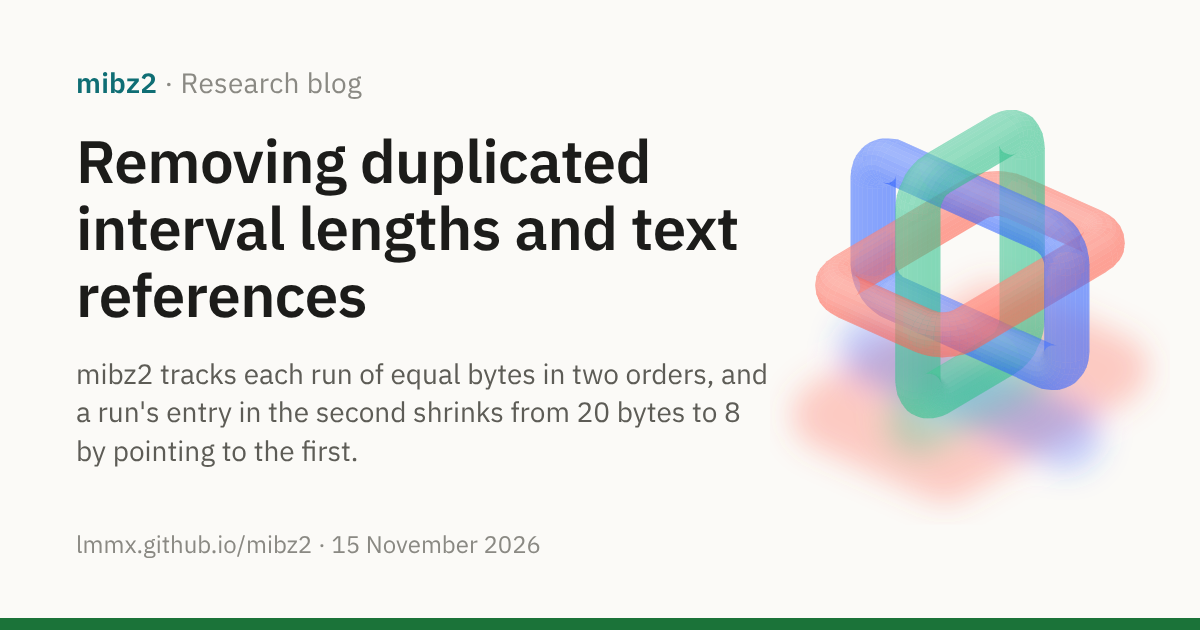 mibz2 · Research blog
Removing duplicated
interval lengths and text
references
mibz2 tracks each run of equal bytes in two orders, and
a run's entry in the second shrinks from 20 bytes to 8
by pointing to the first.
lmmx.github.io/mibz2 · 15 November 2026